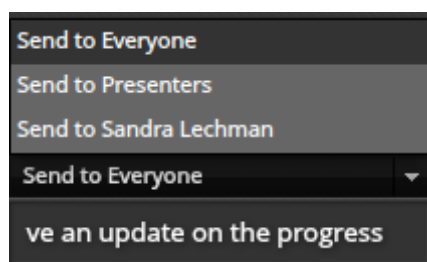 Send to Everyone
Send to Presenters
Send to Sandra Lechman
Send to Everyone
ve an update on the progress